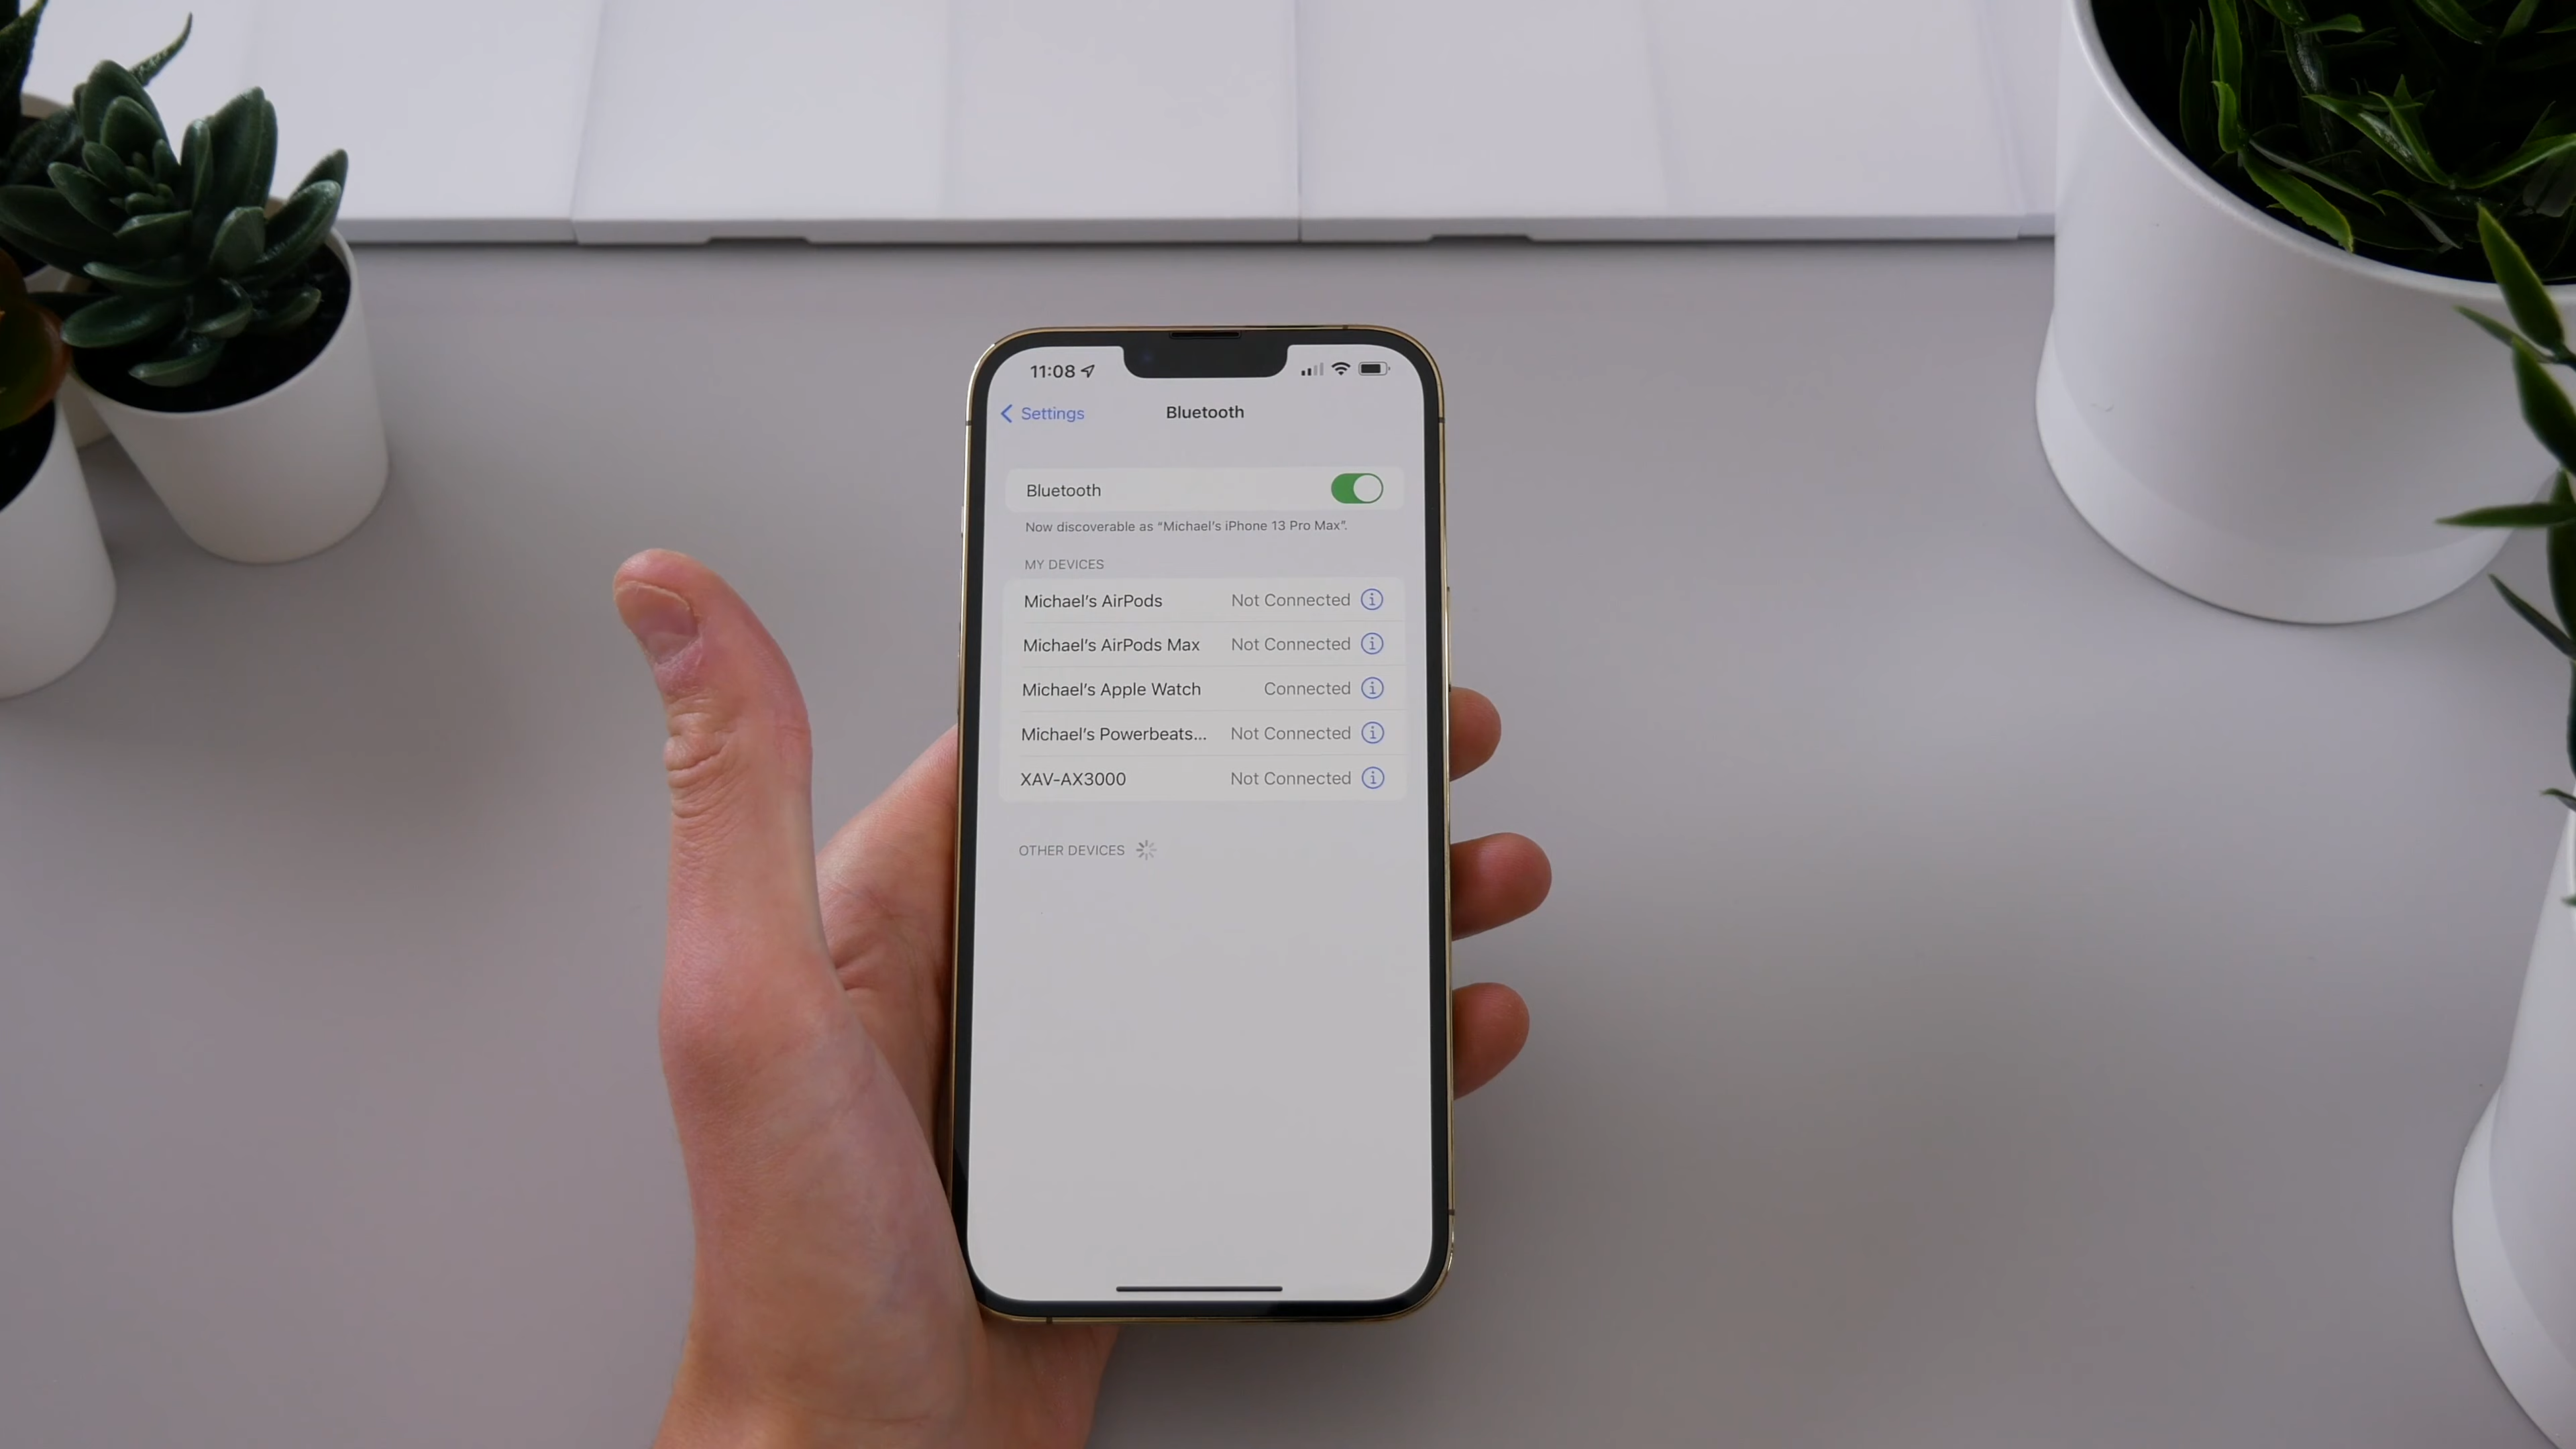 11:08
Settings
Bluetooth
Bluetooth
Now discoverable as “Michael’s iPhone 13 Pro Max”.
MY DEVICES
Michael’s AirPods Not Connected
Michael’s AirPods Max Not Connected
Michael’s Apple Watch Connected
Michael’s Powerbeats... Not Connected
XAV-AX3000 Not Connected
OTHER DEVICES